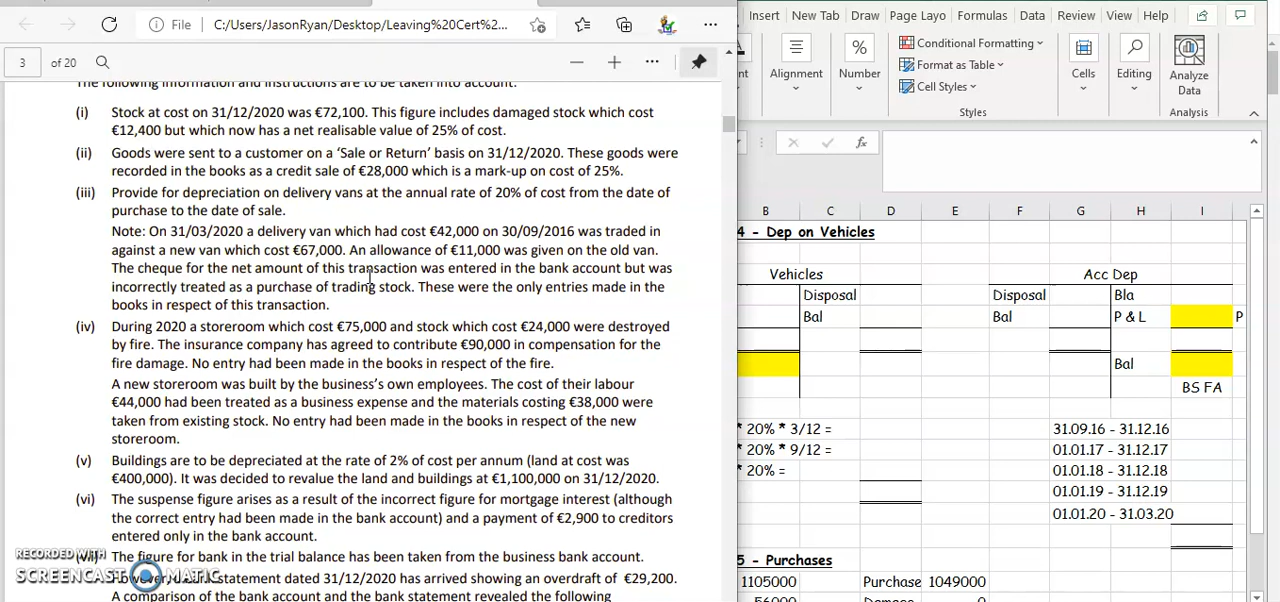 File C:/Users/JasonRyan/Desktop/Leaving%20Cert%2...
3 of 20
The following information and instructions are to be taken into account:
(i) Stock at cost on 31/12/2020 was €72,100. This figure includes damaged stock which cost
€12,400 but which now has a net realisable value of 25% of cost.
(ii) Goods were sent to a customer on a ‘Sale or Return’ basis on 31/12/2020. These goods were
recorded in the books as a credit sale of €28,000 which is a mark-up on cost of 25%.
(iii) Provide for depreciation on delivery vans at the annual rate of 20% of cost from the date of
purchase to the date of sale.
Note: On 31/03/2020 a delivery van which had cost €42,000 on 30/09/2016 was traded in
against a new van which cost €67,000. An allowance of €11,000 was given on the old van.
The cheque for the net amount of this transaction was entered in the bank account but was
incorrectly treated as a purchase of trading stock. These were the only entries made in the
books in respect of this transaction.
(iv) During 2020 a storeroom which cost €75,000 and stock which cost €24,000 were destroyed
by fire. The insurance company has agreed to contribute €90,000 in compensation for the
fire damage. No entry had been made in the books in respect of the fire.
A new storeroom was built by the business’s own employees. The cost of their labour
€44,000 had been treated as a business expense and the materials costing €38,000 were
taken from existing stock. No entry had been made in the books in respect of the new
storeroom.
(v) Buildings are to be depreciated at the rate of 2% of cost per annum (land at cost was
€400,000). It was decided to revalue the land and buildings at €1,100,000 on 31/12/2020.
(vi) The suspense figure arises as a result of the incorrect figure for mortgage interest (although
the correct entry had been made in the bank account) and a payment of €2,900 to creditors
entered only in the bank account.
(vii) The figure for bank in the trial balance has been taken from the business bank account.
However, a bank statement dated 31/12/2020 has arrived showing an overdraft of €29,200.
A comparison of the bank account and the bank statement revealed the following
RECORDED WITH
SCREENCAST MATIC
Insert New Tab Draw Page Layo Formulas Data Review View Help
nt Alignment Number Conditional Formatting Format as Table Cell Styles Cells Editing Analyze Data
Styles Analysis
fx
B C D E F G H I
4 - Dep on Vehicles
Vehicles Acc Dep
Disposal Disposal Bla
Bal Bal P & L P
Bal
BS FA
* 20% * 3/12 = 31.09.16 - 31.12.16
* 20% * 9/12 = 01.01.17 - 31.12.17
* 20% = 01.01.18 - 31.12.18
01.01.19 - 31.12.19
01.01.20 - 31.03.20
5 - Purchases
1105000 Purchase 1049000